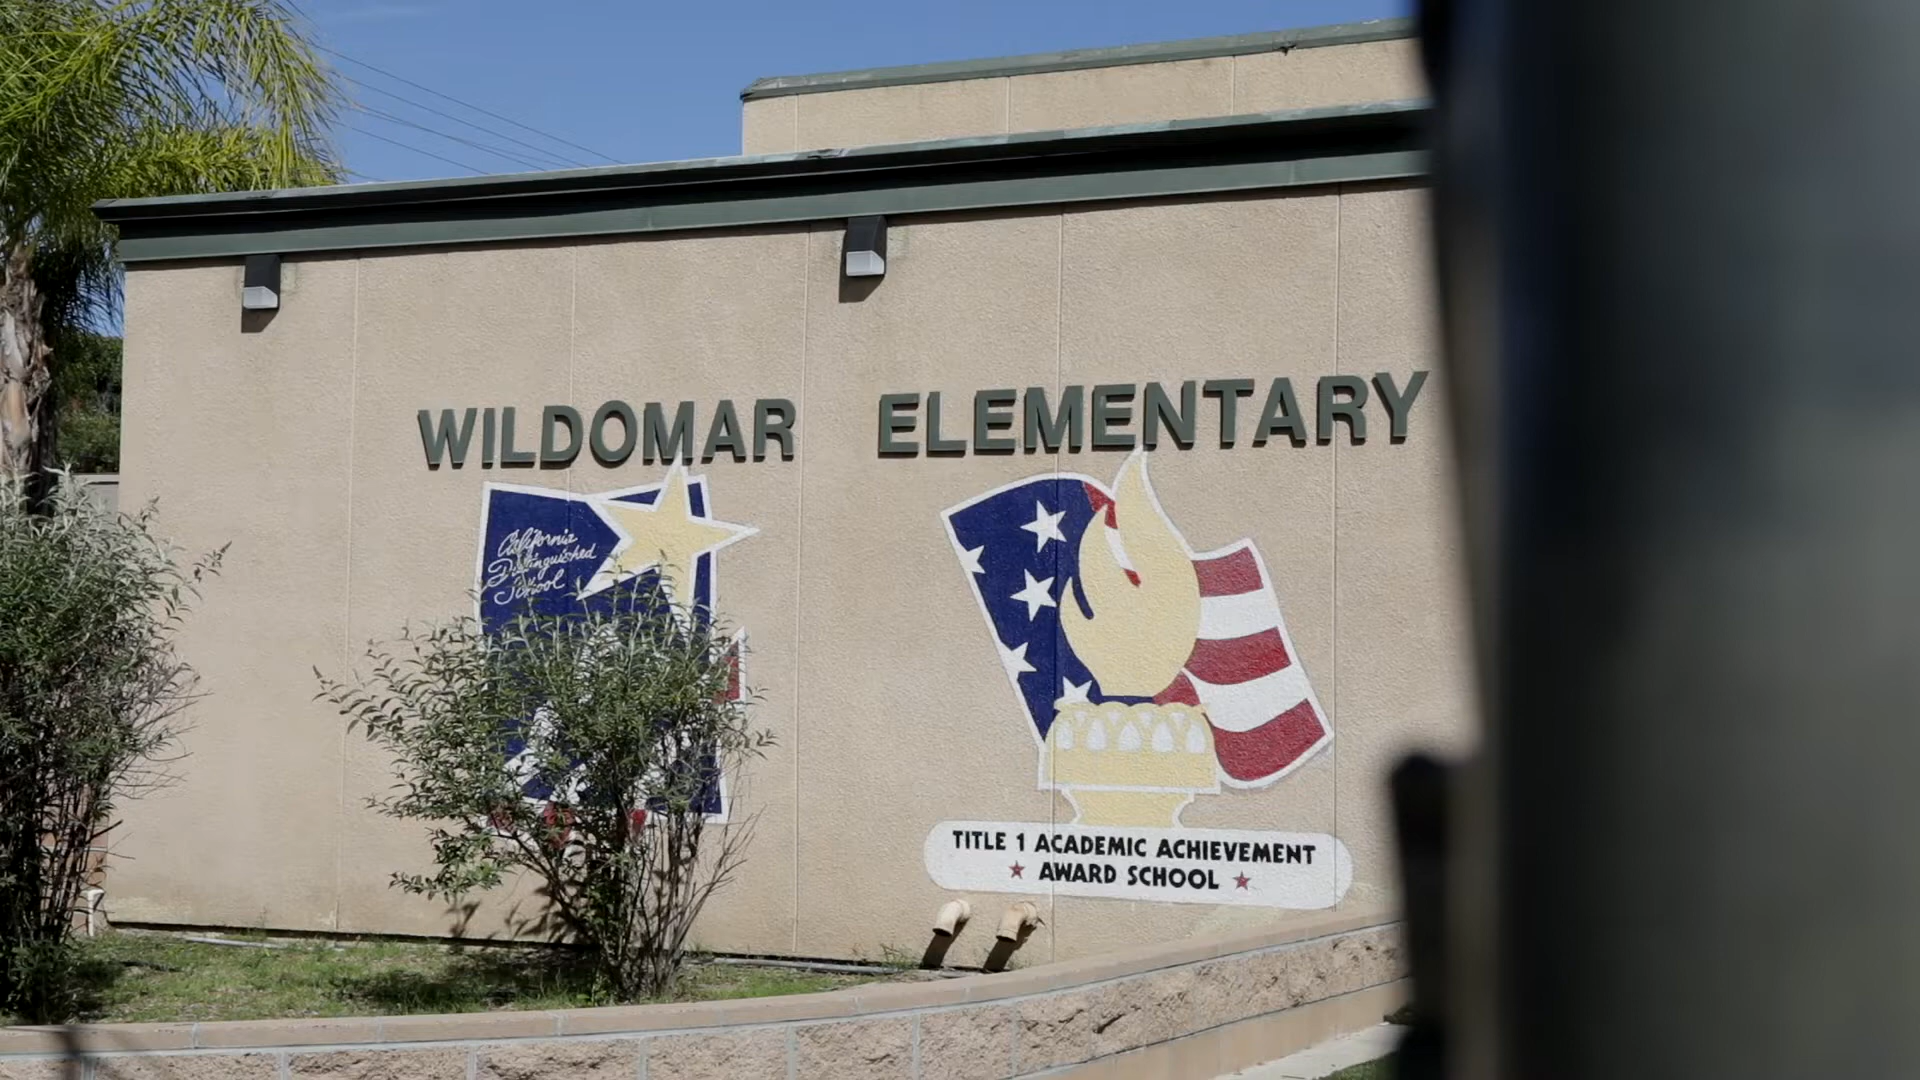 WILDOMAR ELEMENTARY
California
Distinguished
School
TITLE 1 ACADEMIC ACHIEVEMENT
AWARD SCHOOL